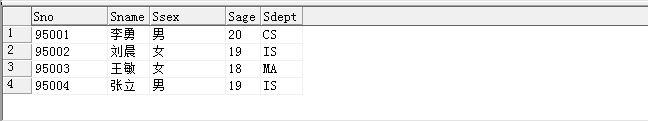 Sno Sname Ssex Sage Sdept
1 95001 李勇 男 20 CS
2 95002 刘晨 女 19 IS
3 95003 王敏 女 18 MA
4 95004 张立 男 19 IS